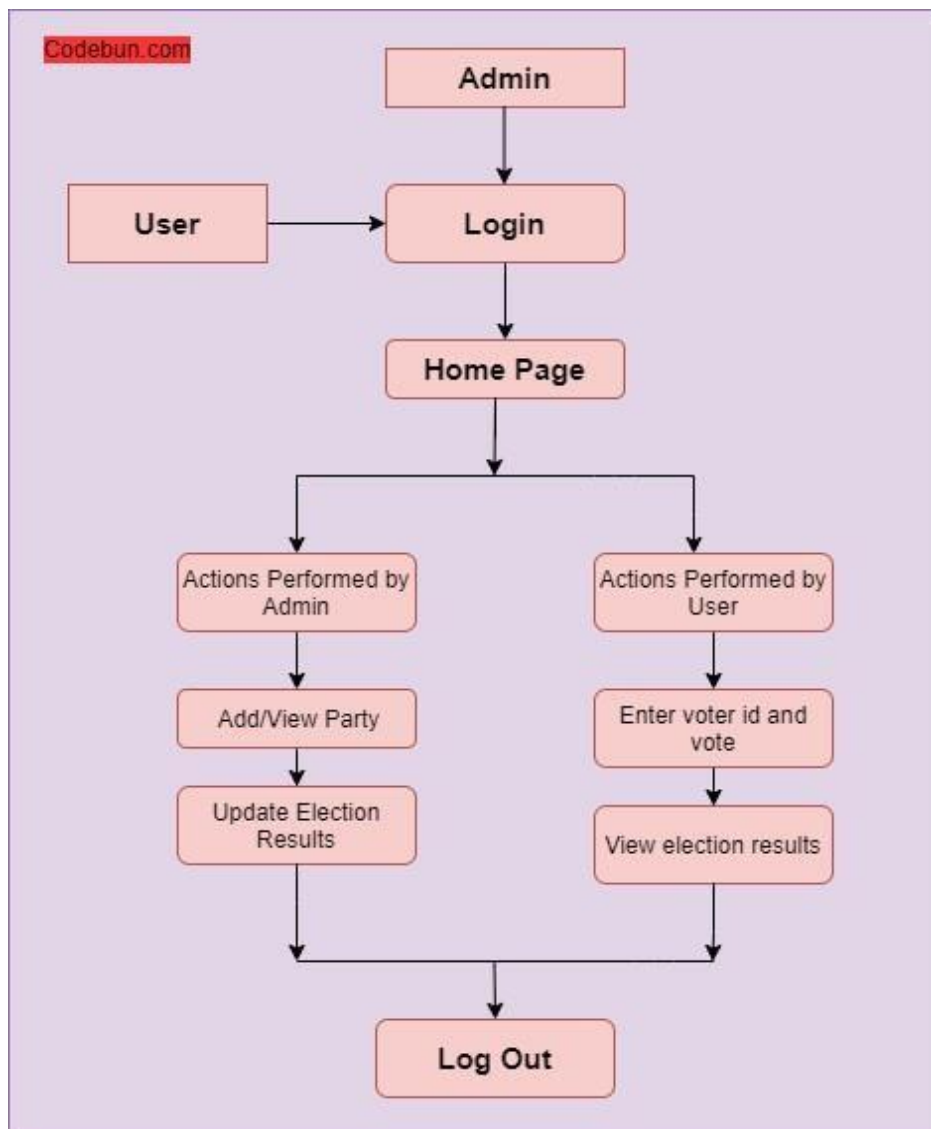 Codebun.com
Admin
User
Login
Home Page
Actions Performed by
Admin
Actions Performed by
User
Add/View Party
Enter voter id and
vote
Update Election
Results
View election results
Log Out